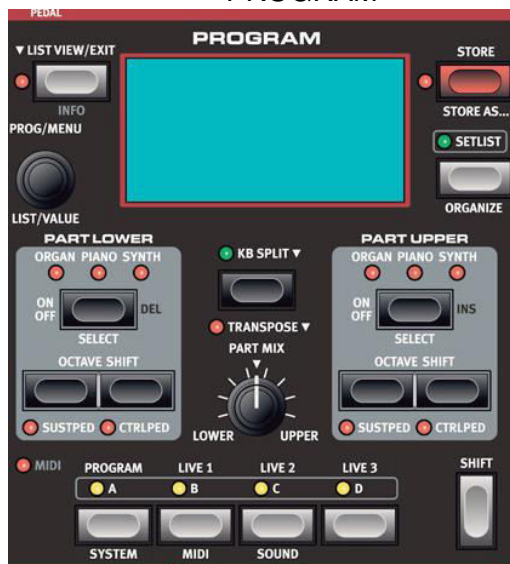 PROGRAM
PEDAL
PROGRAM
▼ LIST VIEW/EXIT
STORE
INFO
STORE AS...
PROG/MENU
SETLIST
LIST/VALUE
ORGANIZE
PART LOWER
ORGAN PIANO SYNTH
ON
OFF
DEL
SELECT
OCTAVE SHIFT
SUSTPED CTRLPED
KB SPLIT ▼
TRANSPOSE ▼
PART MIX
LOWER UPPER
PART UPPER
ORGAN PIANO SYNTH
ON
OFF
INS
SELECT
OCTAVE SHIFT
SUSTPED CTRLPED
MIDI
PROGRAM LIVE 1 LIVE 2 LIVE 3
A B C D
SYSTEM MIDI SOUND
SHIFT